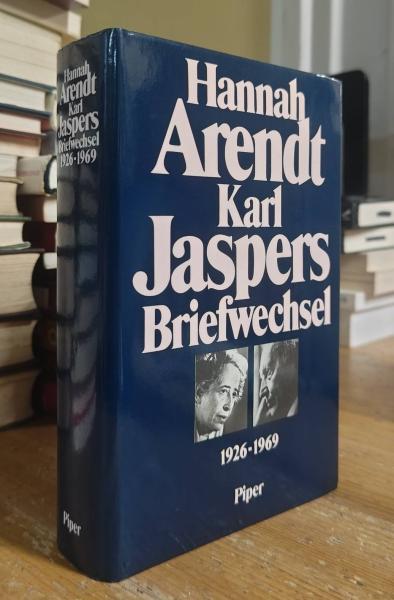 Hannah
Arendt
Karl
Jaspers
Briefwechsel
1926-1969
Piper
Hannah
Arendt
Karl
Jaspers
Briefwechsel
1926-1969
Piper